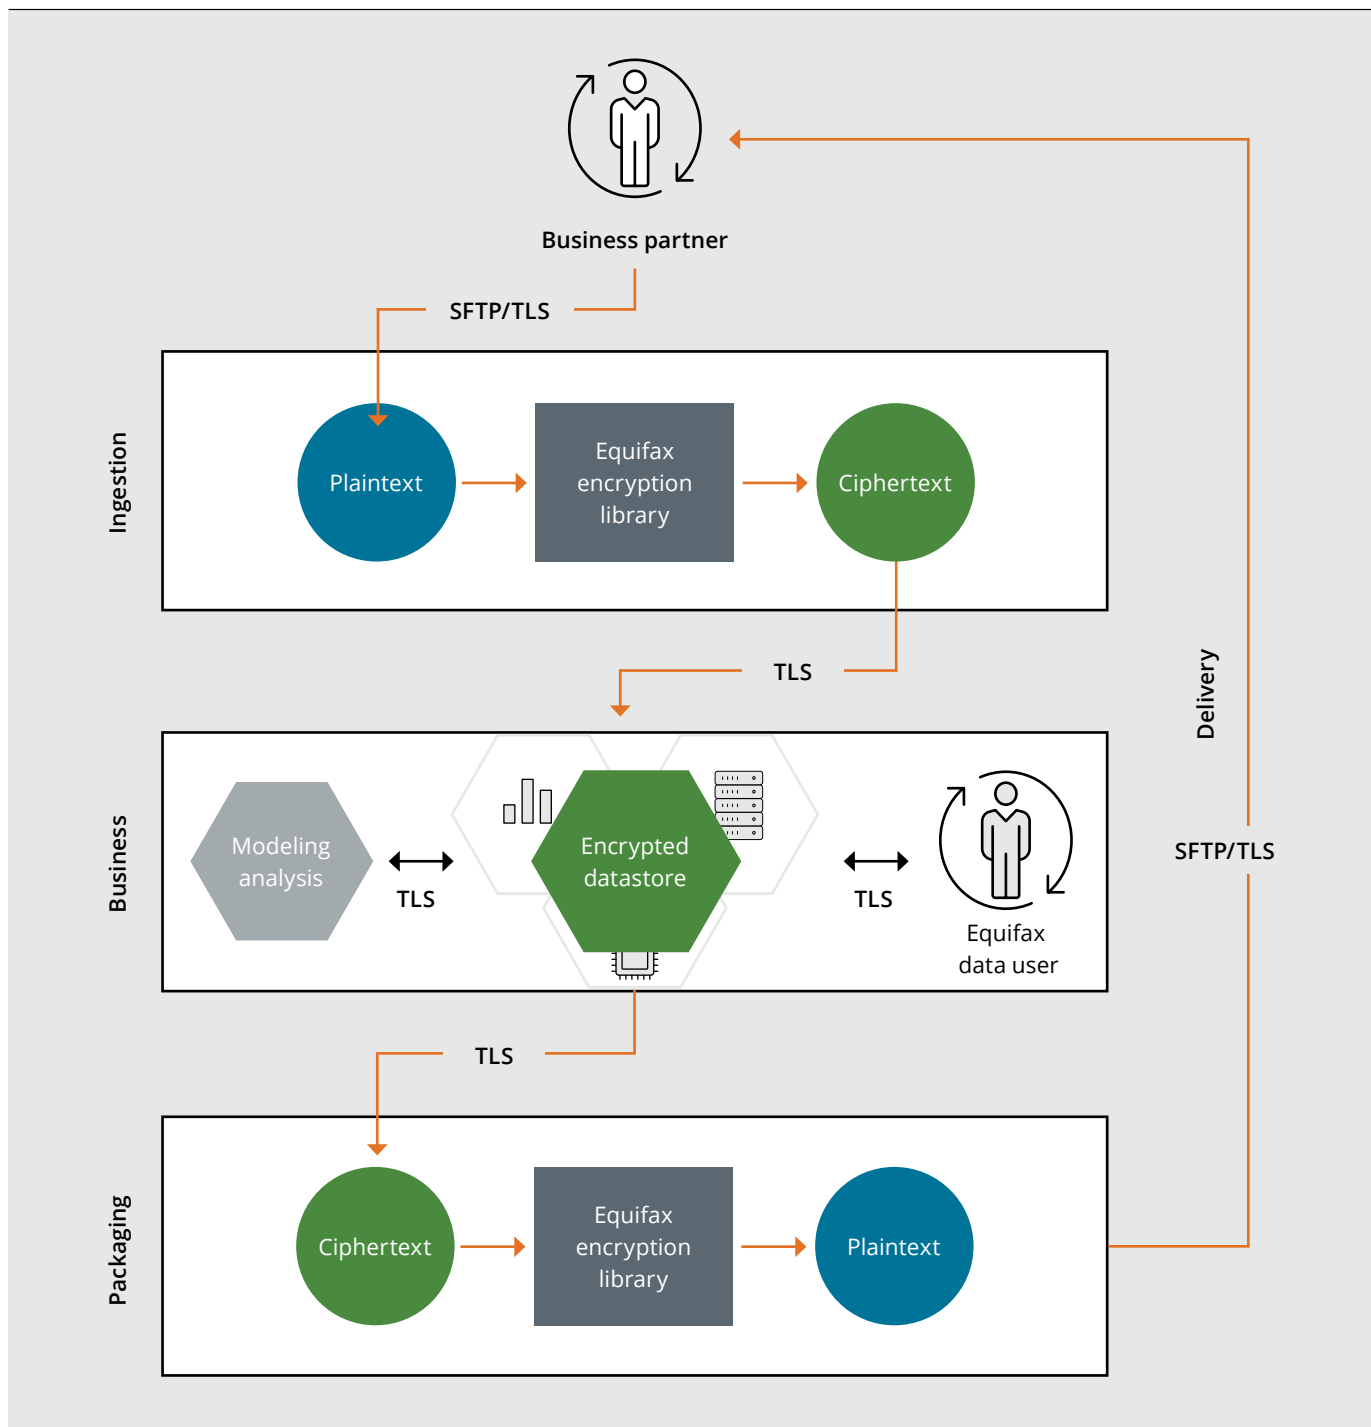 Business partner
SFTP/TLS
Ingestion
Plaintext
Equifax
encryption
library
Ciphertext
TLS
Delivery
SFTP/TLS
Business
Modeling
analysis
TLS
Encrypted
datastore
TLS
Equifax
data user
TLS
Packaging
Ciphertext
Equifax
encryption
library
Plaintext